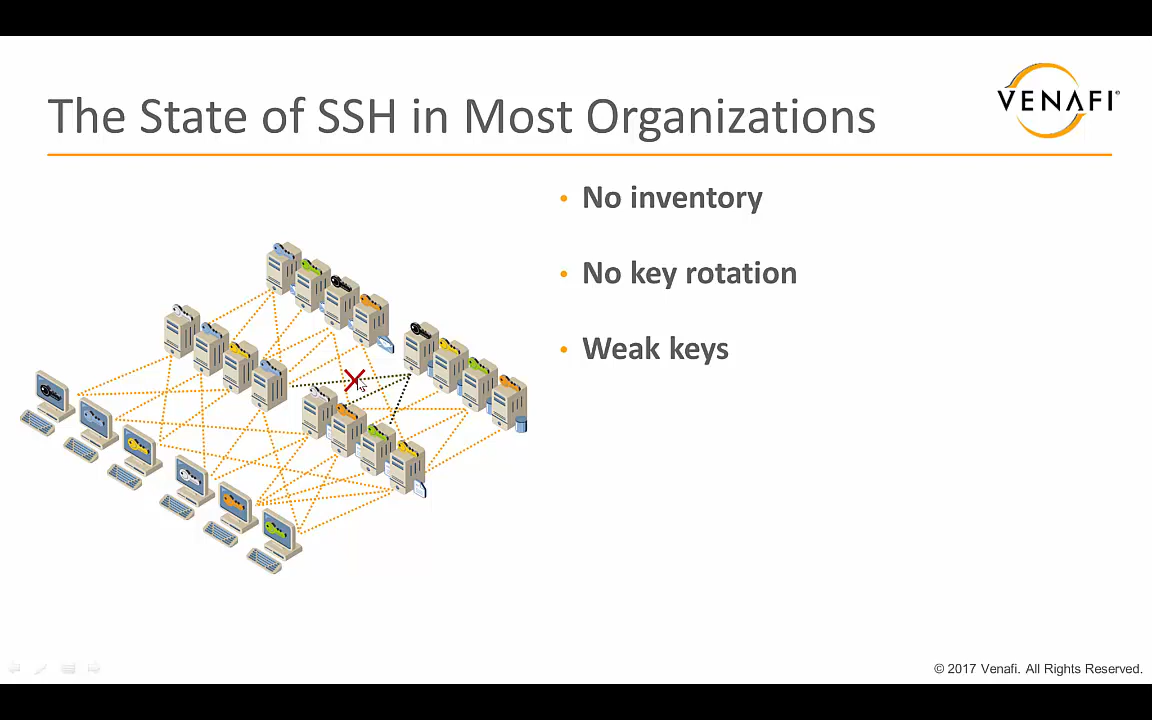 The State of SSH in Most Organizations
VENAFI®
• No inventory
• No key rotation
• Weak keys
© 2017 Venafi. All Rights Reserved.